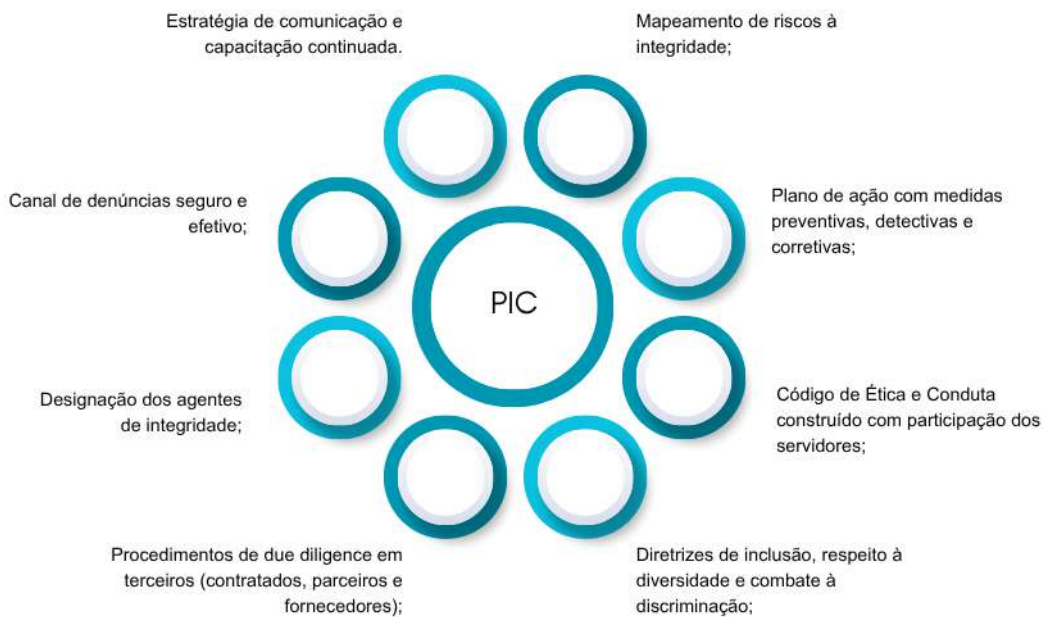 Estratégia de comunicação e
capacitação continuada.
Mapeamento de riscos à
integridade;
Canal de denúncias seguro e
efetivo;
Plano de ação com medidas
preventivas, detectivas e
corretivas;
PIC
Designação dos agentes
de integridade;
Código de Ética e Conduta
construído com participação dos
servidores;
Procedimentos de due diligence em
terceiros (contratados, parceiros e
fornecedores);
Diretrizes de inclusão, respeito à
diversidade e combate à
discriminação;